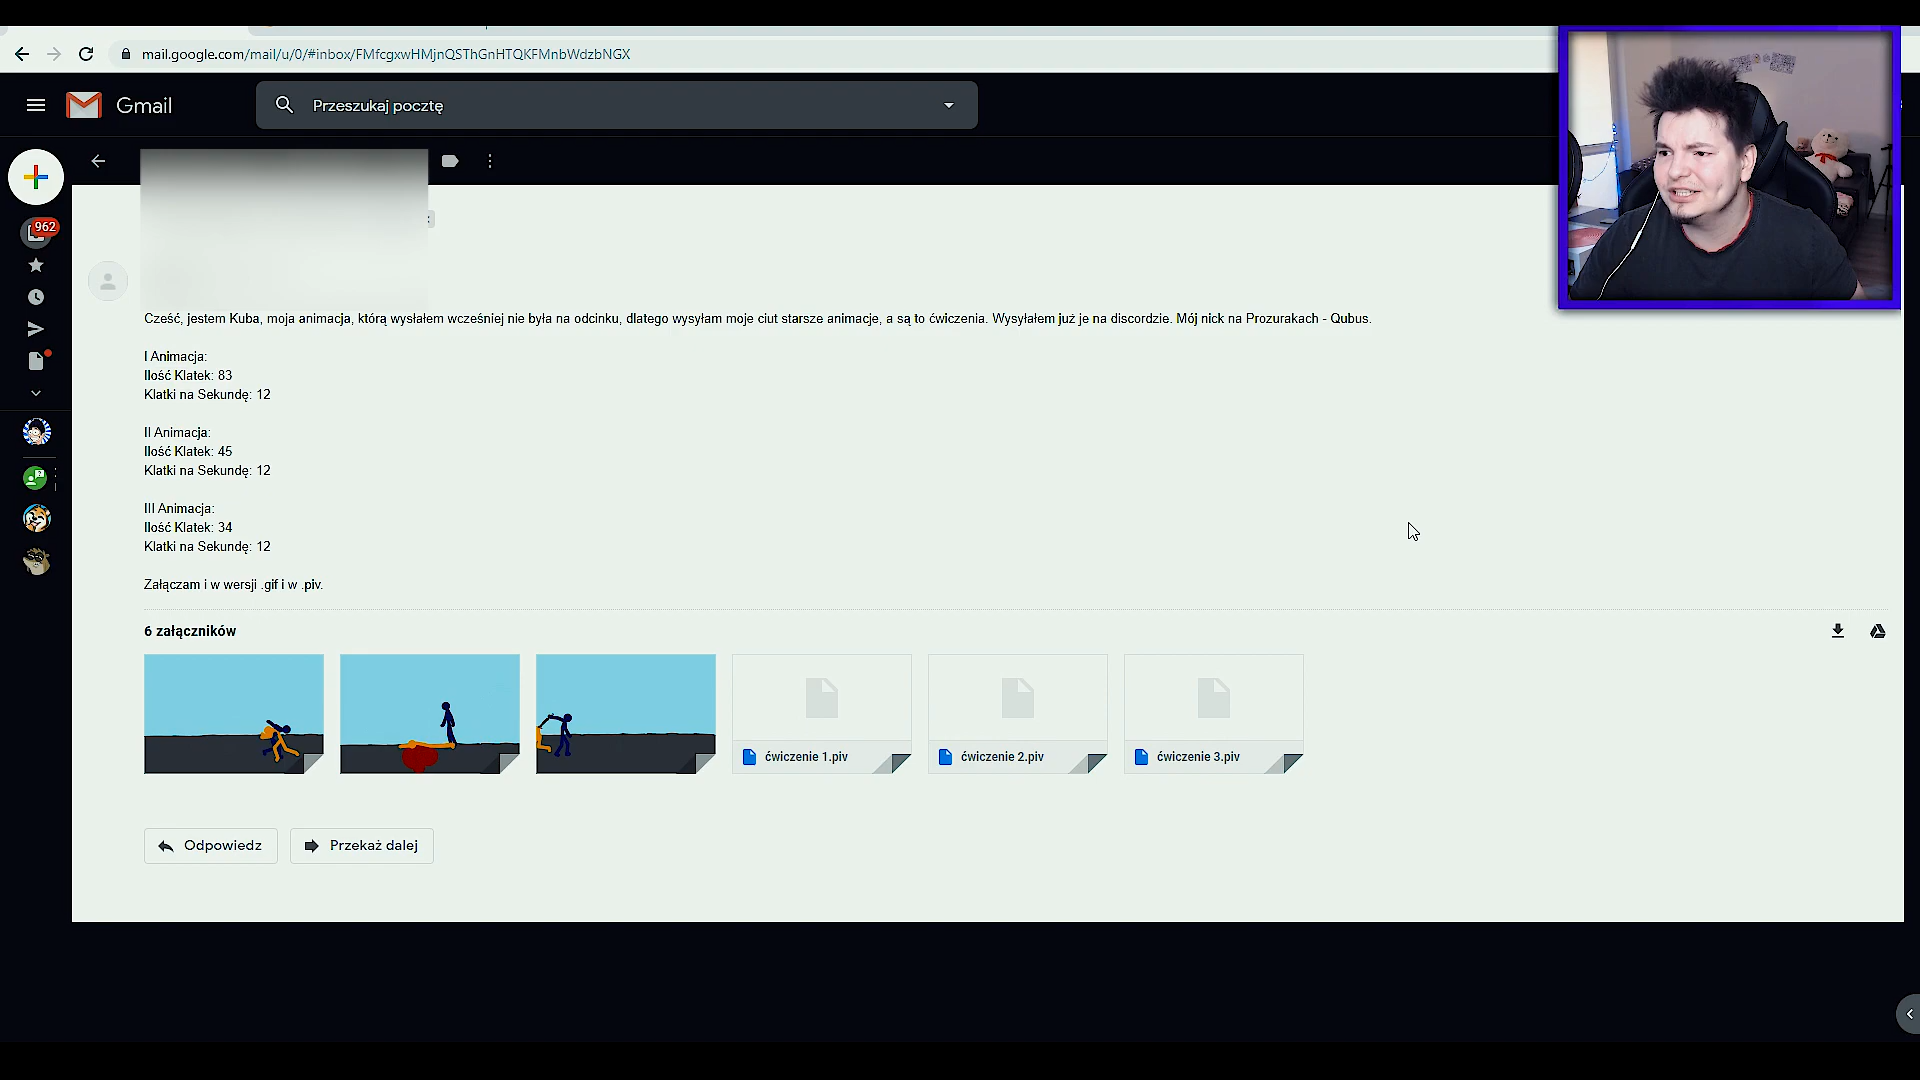 mail.google.com/mail/u/0/#inbox/FMfcgxwHMjnQSThGnHTQKFMnbWdzbNGX
Gmail
Przeszukaj pocztę
962
Cześć, jestem Kuba, moja animacja, którą wysłałem wcześniej nie była na odcinku, dlatego wysyłam moje ciut starsze animacje, a są to ćwiczenia. Wysyłałem już je na discordzie. Mój nick na Prozurakach - Qubus.
I Animacja:
Ilość Klatek: 83
Klatki na Sekundę: 12
II Animacja:
Ilość Klatek: 45
Klatki na Sekundę: 12
III Animacja:
Ilość Klatek: 34
Klatki na Sekundę: 12
Załączam i w wersji .gif i w .piv.
6 załączników
ćwiczenie 1.piv
ćwiczenie 2.piv
ćwiczenie 3.piv
Odpowiedz
Przekaż dalej